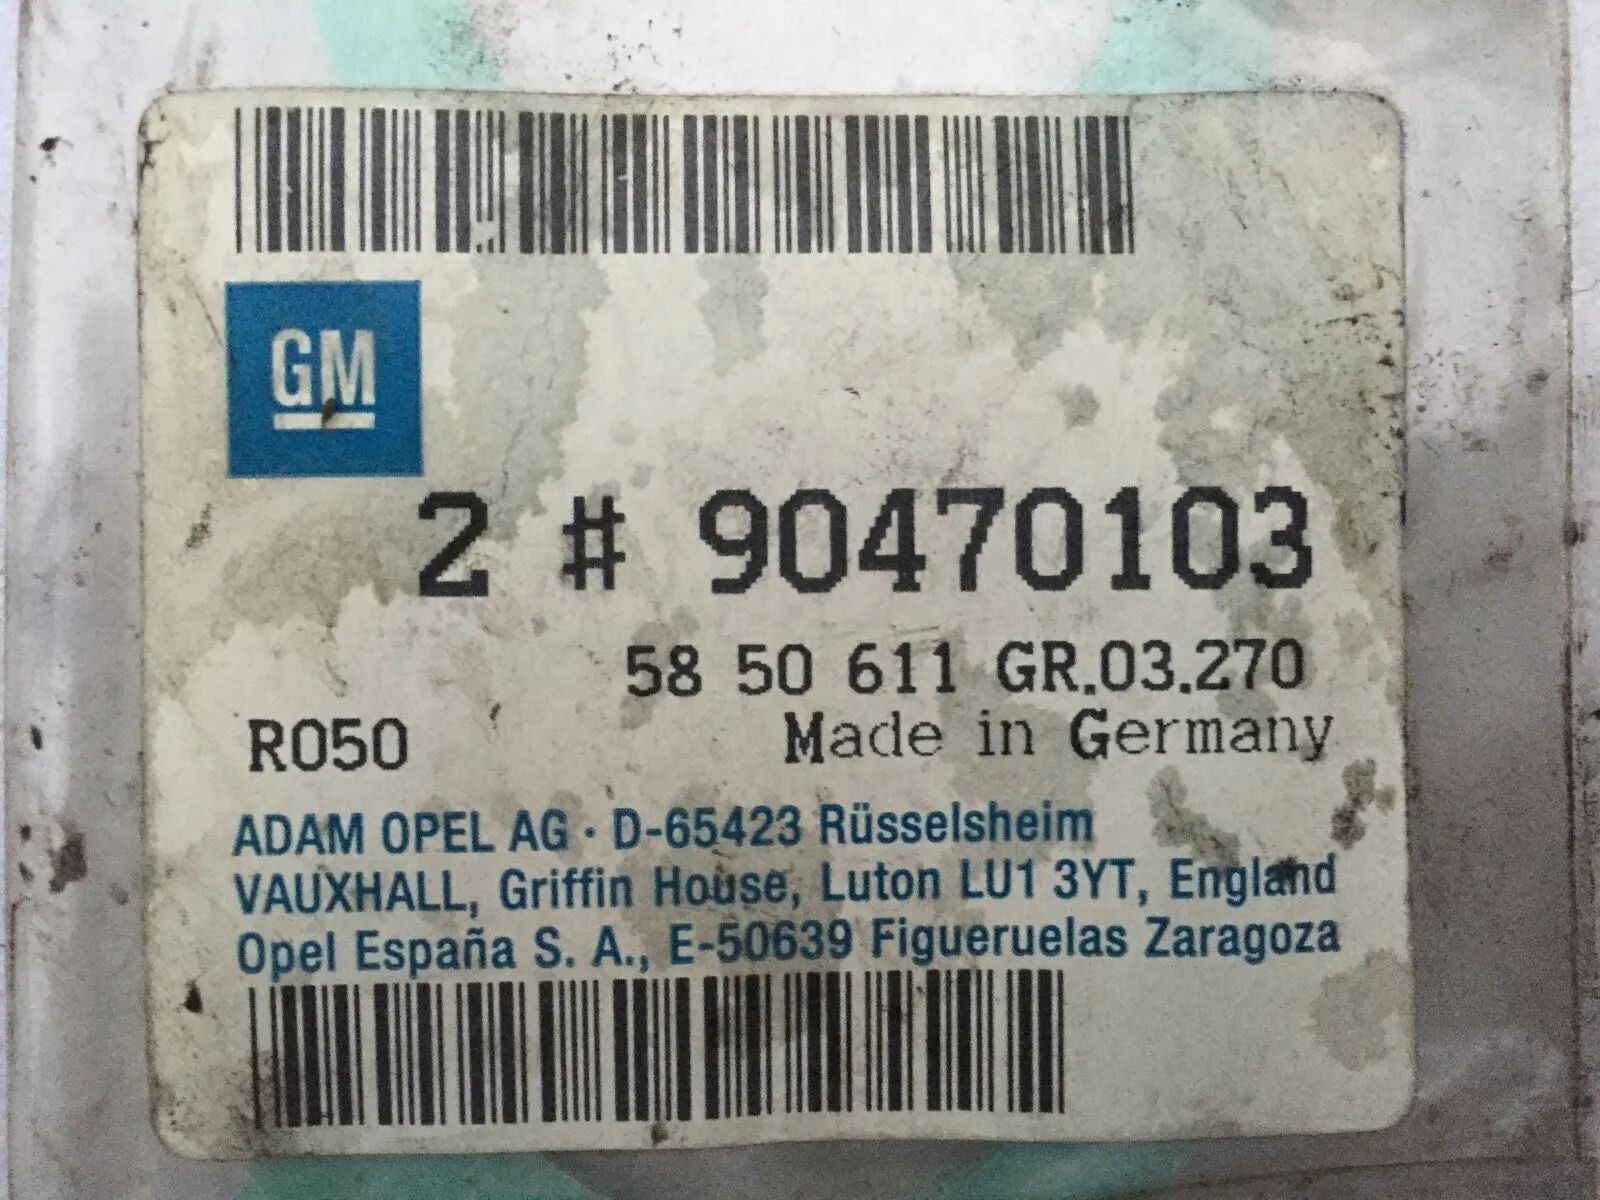 GM
2 # 90470103
58 50 611 GR.03.270
R050 Made in Germany
ADAM OPEL AG · D-65423 Rüsselsheim
VAUXHALL, Griffin House, Luton LU1 3YT, England
Opel España S. A., E-50639 Figueruelas Zaragoza